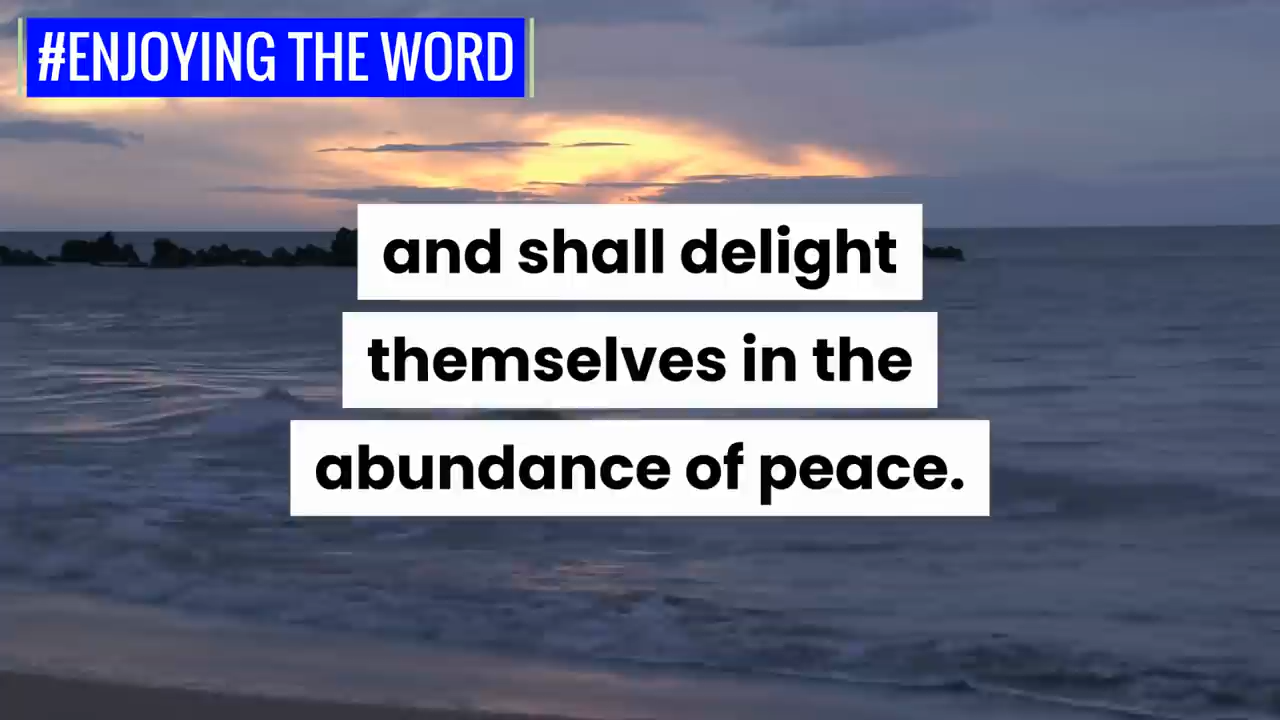 #ENJOYING THE WORD
and shall delight
themselves in the
abundance of peace.